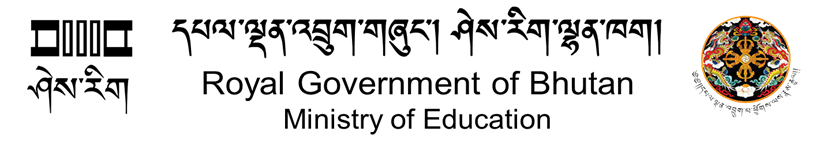 དཔལ་ལྡན་འབྲུག་གཞུང་། ཤེས་རིག་ལྷན་ཁག།
ཤེས་རིག
Royal Government of Bhutan
Ministry of Education